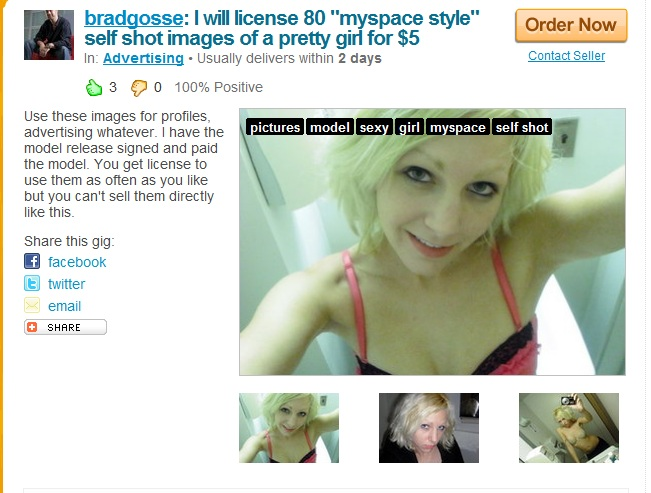 bradgosse: I will license 80 "myspace style"
self shot images of a pretty girl for $5
Order Now
In: Advertising • Usually delivers within 2 days
Contact Seller
3 0 100% Positive
Use these images for profiles,
advertising whatever. I have the
model release signed and paid
the model. You get license to
use them as often as you like
but you can't sell them directly
like this.
pictures model sexy girl myspace self shot
Share this gig:
facebook
twitter
email
SHARE